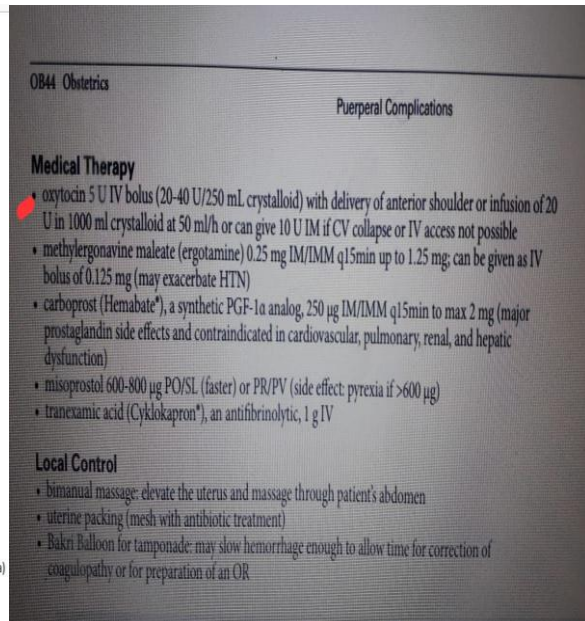 OB44 Obstetrics
Puerperal Complications
Medical Therapy
• oxytocin 5 U IV bolus (20-40 U/250 mL crystalloid) with delivery of anterior shoulder or infusion of 20
U in 1000 ml crystalloid at 50 ml/h or can give 10 U IM if CV collapse or IV access not possible
• methylergonavine maleate (ergotamine) 0.25 mg IM/IMM q15min up to 1.25 mg; can be given as IV
bolus of 0.125 mg (may exacerbate HTN)
• carboprost (Hemabate®), a synthetic PGF-1α analog, 250 µg IM/IMM q15min to max 2 mg (major
prostaglandin side effects and contraindicated in cardiovascular, pulmonary, renal, and hepatic
dysfunction)
• misoprostol 600-800 µg PO/SL (faster) or PR/PV (side effect: pyrexia if >600 µg)
• tranexamic acid (Cyklokapron®), an antifibrinolytic, 1 g IV
Local Control
• bimanual massage: elevate the uterus and massage through patient's abdomen
• uterine packing (mesh with antibiotic treatment)
• Bakri Balloon for tamponade: may slow hemorrhage enough to allow time for correction of
coagulopathy or for preparation of an OR